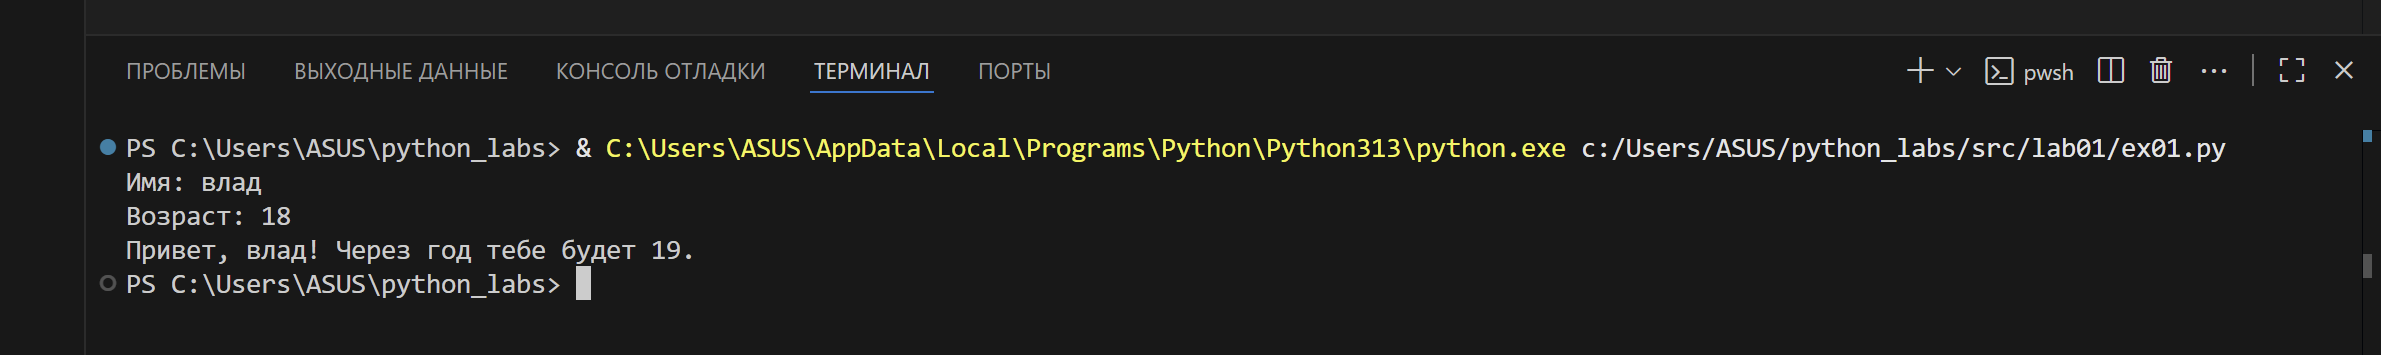 ПРОБЛЕМЫ ВЫХОДНЫЕ ДАННЫЕ КОНСОЛЬ ОТЛАДКИ ТЕРМИНАЛ ПОРТЫ pwsh
PS C:\Users\ASUS\python_labs> & C:\Users\ASUS\AppData\Local\Programs\Python\Python313\python.exe c:/Users/ASUS/python_labs/src/lab01/ex01.py
Имя: влад
Возраст: 18
Привет, влад! Через год тебе будет 19.
PS C:\Users\ASUS\python_labs>